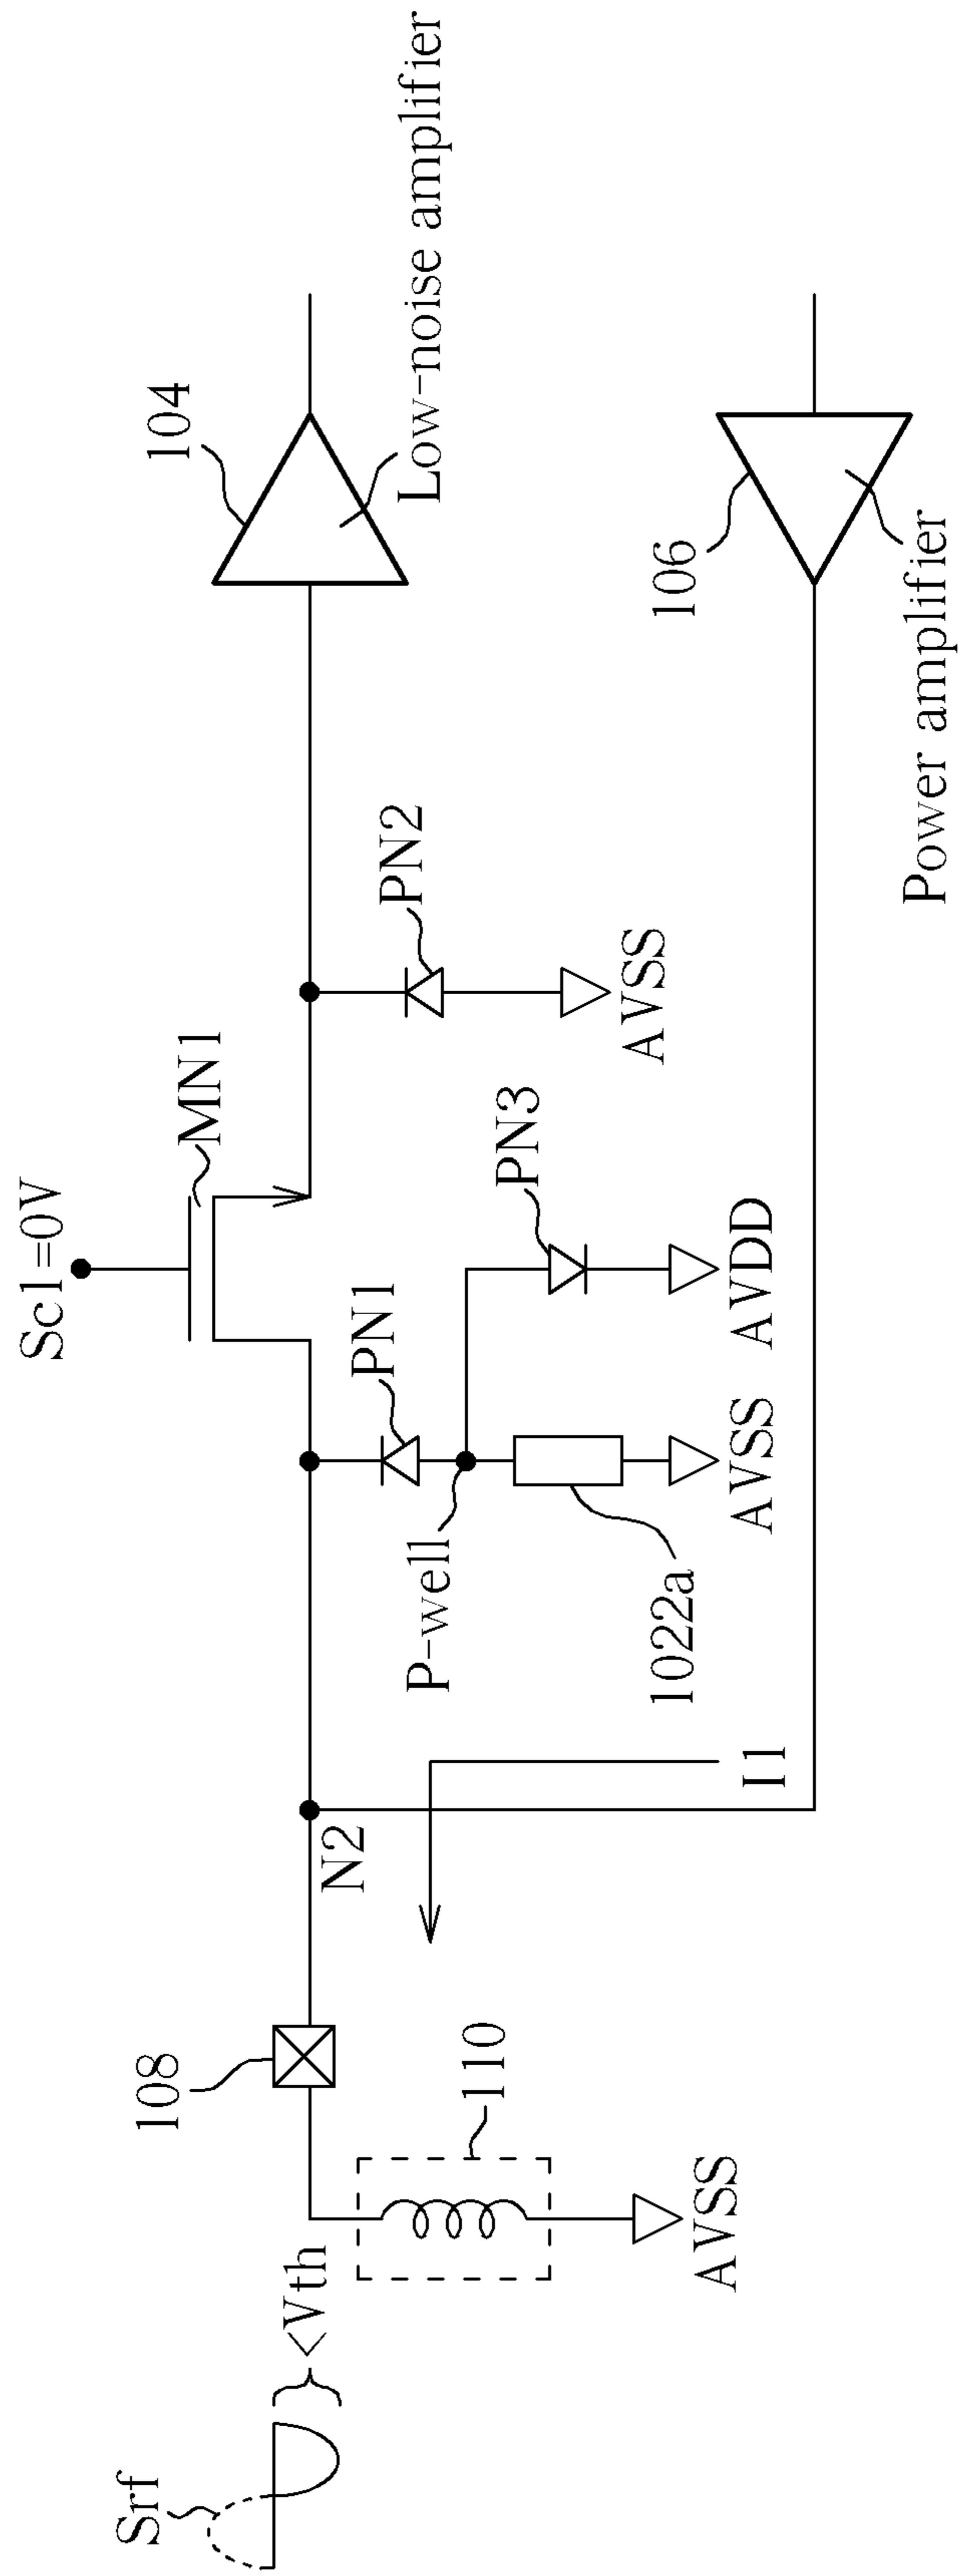 Srf
<Vth
108
110
AVSS
N2
I1
Sc1=0V
MN1
PN1
P-well
1022a
AVSS
PN3
AVDD
PN2
AVSS
104
Low-noise amplifier
106
Power amplifier